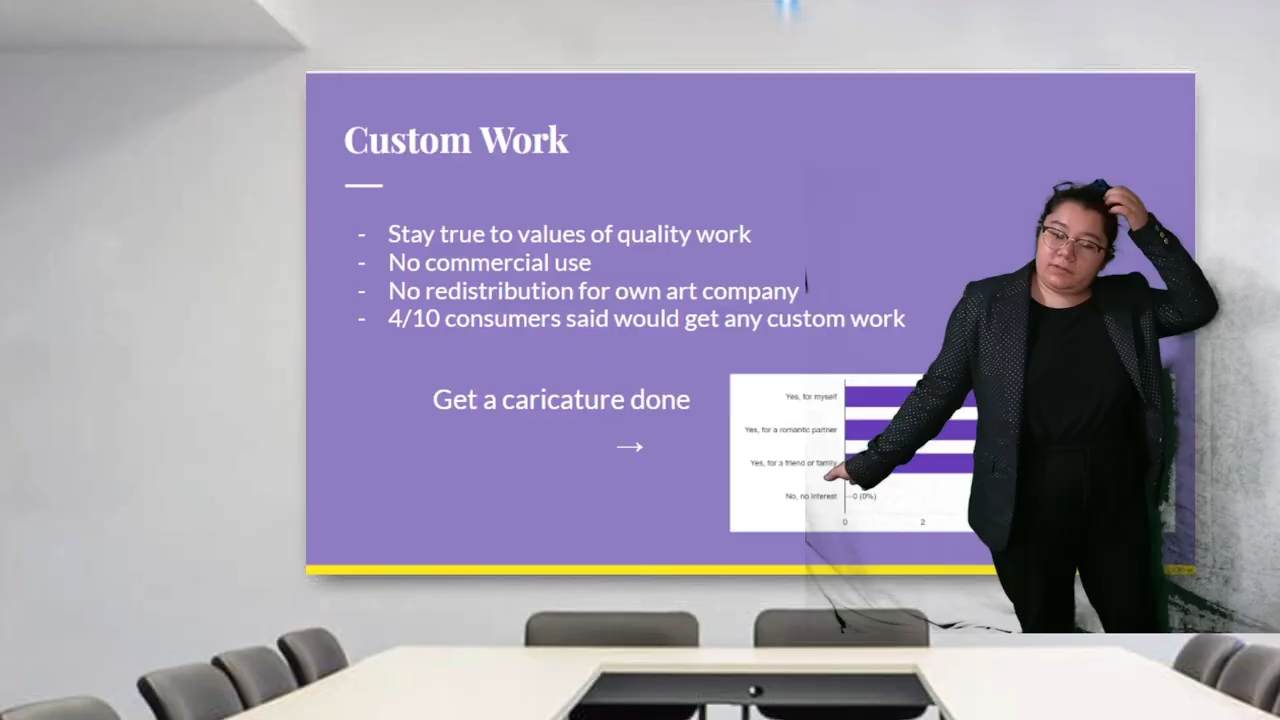 Custom Work
- Stay true to values of quality work
- No commercial use
- No redistribution for own art company
- 4/10 consumers said would get any custom work
Get a caricature done
→
Yes, for myself
Yes, for a romantic partner
Yes, for a friend or family
No, no interest
0 (0%)
0
2